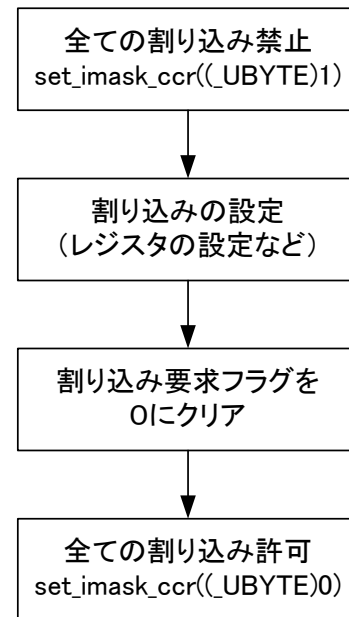 全ての割り込み禁止
set_imask_ccr((_UBYTE)1)
割り込みの設定
（レジスタの設定など）
割り込み要求フラグを
0にクリア
全ての割り込み許可
set_imask_ccr((_UBYTE)0)